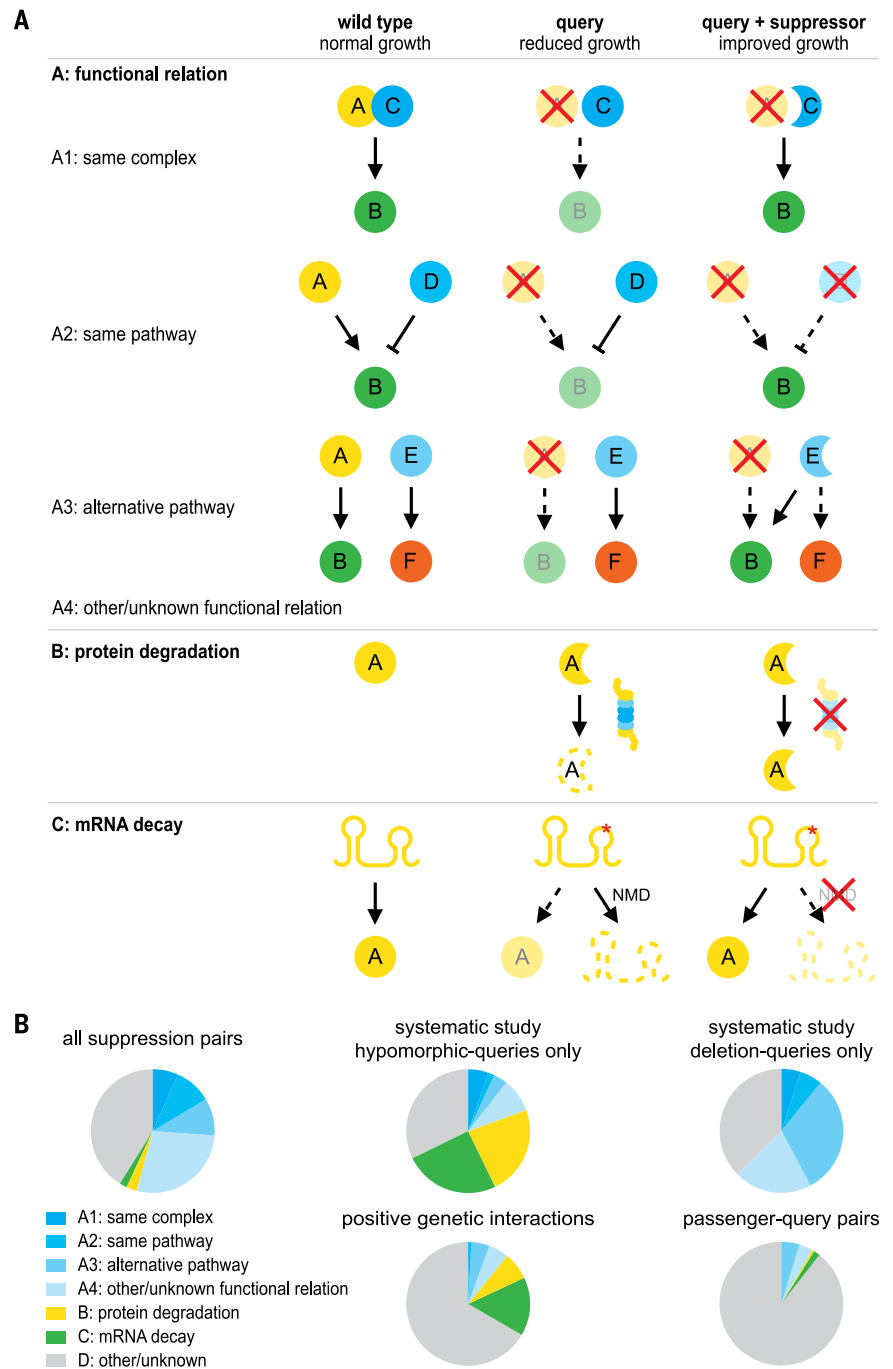 A
wild type
normal growth
query
reduced growth
query + suppressor
improved growth
A: functional relation
A C
C
C
A1: same complex
B
B
B
A D
D
A2: same pathway
B
B
B
A E
E
E
A3: alternative pathway
B F
B F
B F
A4: other/unknown functional relation
B: protein degradation
A
A
A
A
A
C: mRNA decay
*
*
NMD
NMD
A
A
A
B
all suppression pairs
systematic study
hypomorphic-queries only
systematic study
deletion-queries only
A1: same complex
A2: same pathway
A3: alternative pathway
A4: other/unknown functional relation
B: protein degradation
C: mRNA decay
D: other/unknown
positive genetic interactions
passenger-query pairs